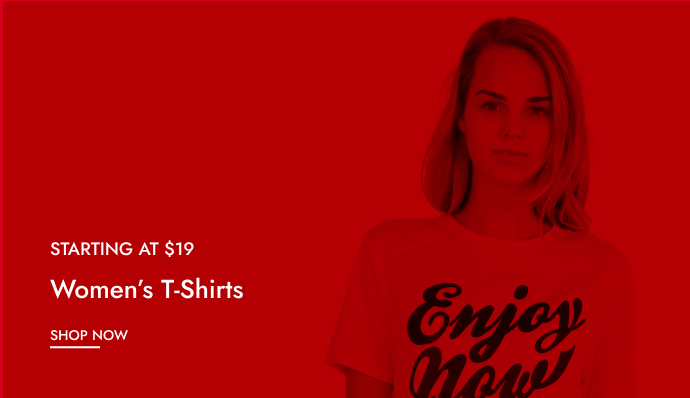 STARTING AT $19
Women's T-Shirts
SHOP NOW
Enjoy
Now